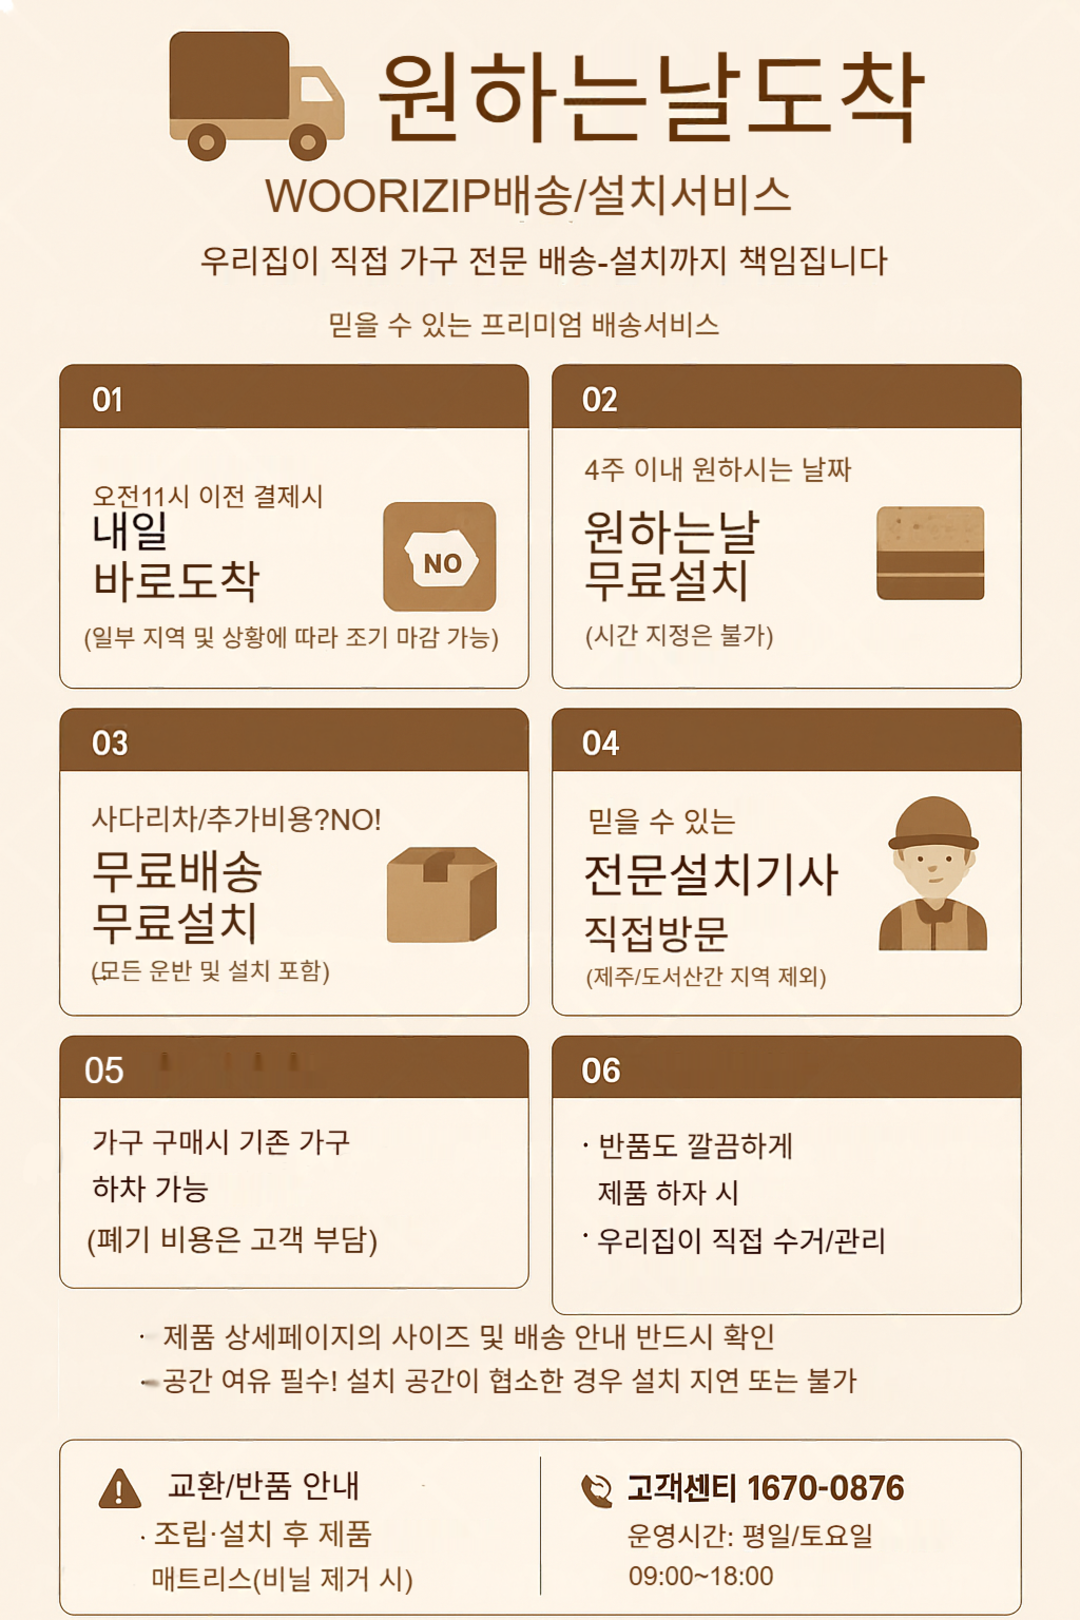 원하는날도착
WOORIZIP배송/설치서비스
우리집이 직접 가구 전문 배송-설치까지 책임집니다
믿을 수 있는 프리미엄 배송서비스
01
오전11시 이전 결제시
내일
바로도착
NO
(일부 지역 및 상황에 따라 조기 마감 가능)
02
4주 이내 원하시는 날짜
원하는날
무료설치
(시간 지정은 불가)
03
사다리차/추가비용?NO!
무료배송
무료설치
(모든 운반 및 설치 포함)
04
믿을 수 있는
전문설치기사
직접방문
(제주/도서산간 지역 제외)
05
가구 구매시 기존 가구
하차 가능
(폐기 비용은 고객 부담)
06
· 반품도 깔끔하게
제품 하자 시
· 우리집이 직접 수거/관리
· 제품 상세페이지의 사이즈 및 배송 안내 반드시 확인
- 공간 여유 필수! 설치 공간이 협소한 경우 설치 지연 또는 불가
교환/반품 안내
· 조립·설치 후 제품
매트리스(비닐 제거 시)
고객센티 1670-0876
운영시간: 평일/토요일
09:00~18:00